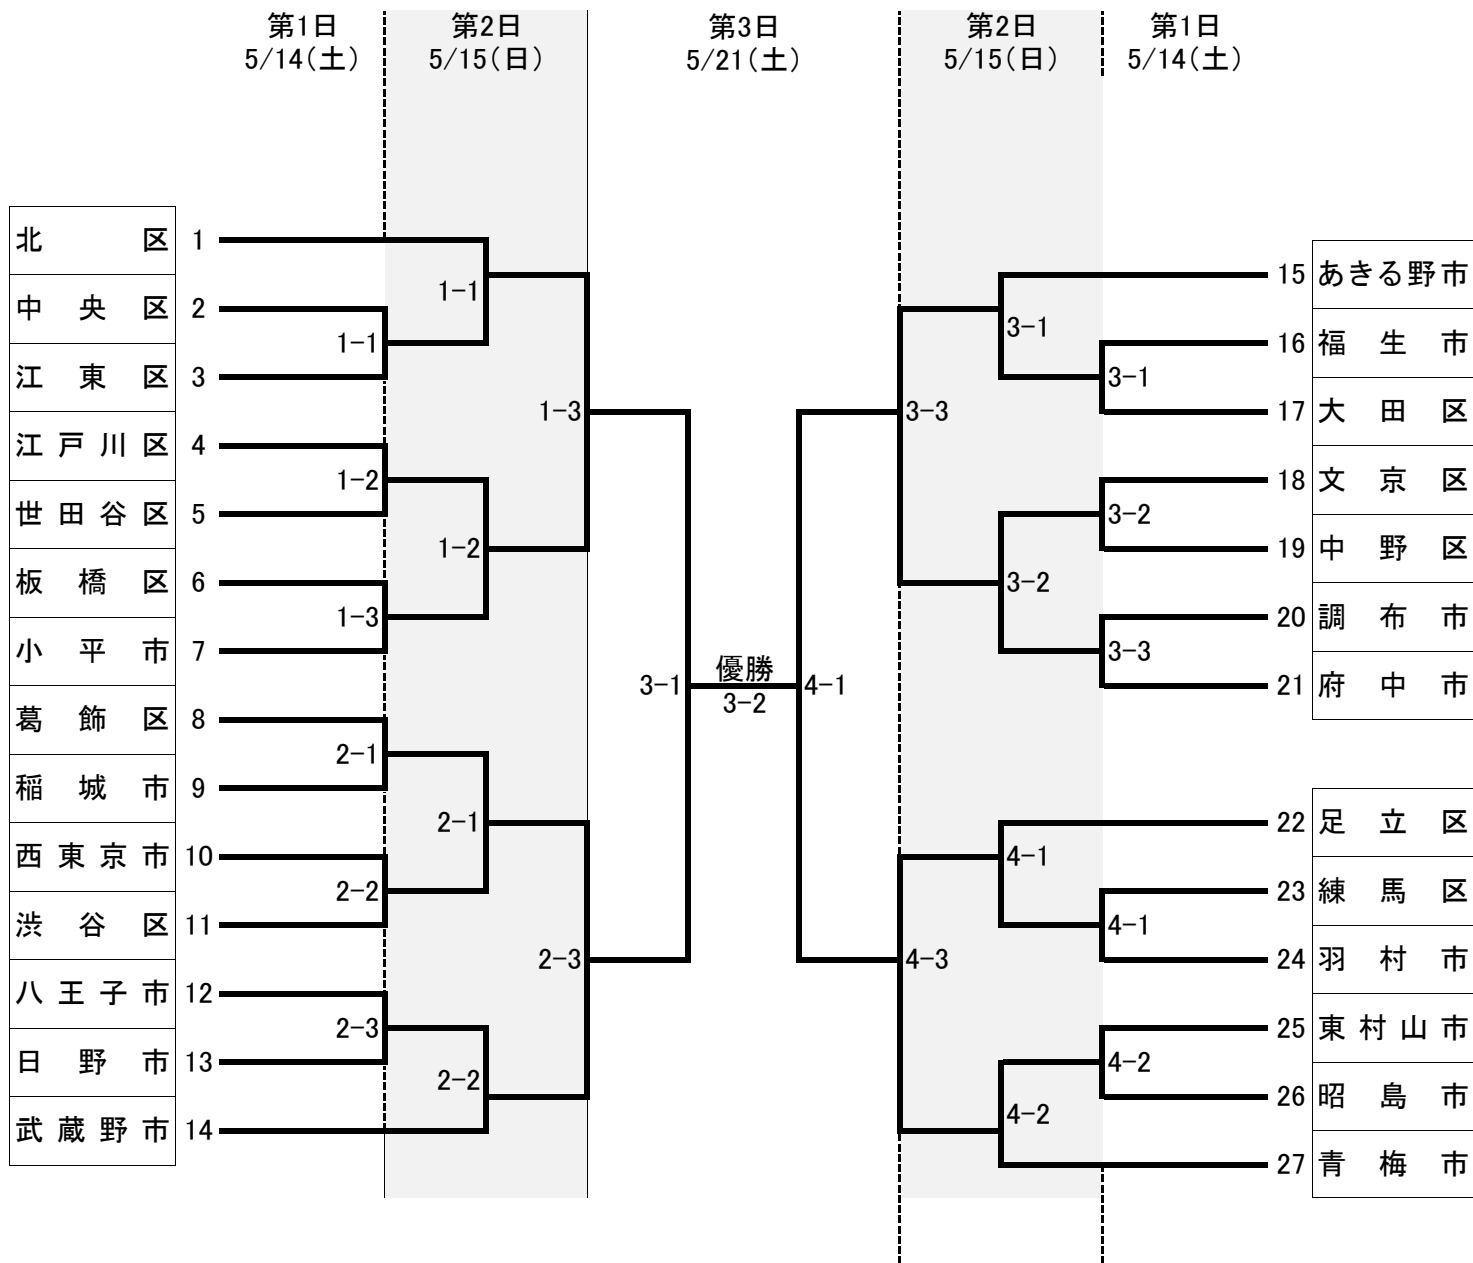 第1日 第2日 第3日 第2日 第1日
5/14(土) 5/15(日) 5/21(土) 5/15(日) 5/14(土)
北区 1
1-1
中央区 2
1-1
江東区 3
1-3
江戸川区 4
1-2
世田谷区 5
1-2
板橋区 6
1-3
小平市 7
3-1
優勝
3-2
4-1
葛飾区 8
2-1
稲城市 9
2-1
西東京市 10
2-2
渋谷区 11
2-3
八王子市 12
2-3
日野市 13
2-2
武蔵野市 14
15 あきる野市
3-1
16 福生市
3-1
17 大田区
3-3
18 文京区
3-2
19 中野区
3-2
20 調布市
3-3
21 府中市
22 足立区
4-1
23 練馬区
4-1
24 羽村市
4-3
25 東村山市
4-2
26 昭島市
4-2
27 青梅市